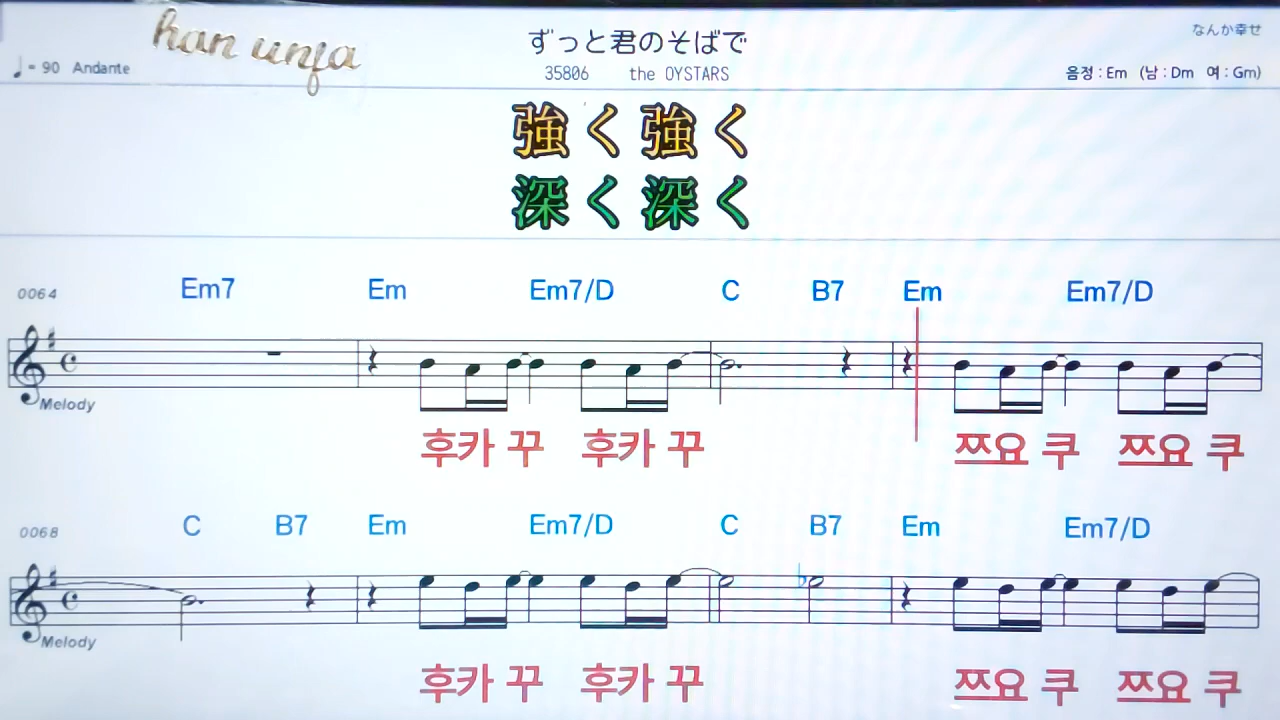 han unja
ずっと君のそばで
なんか幸せ
♩= 90 Andante
35806 the OYSTARS
음정 : Em (남 : Dm 여 : Gm)
強く強く
深く深く
0064 Em7 Em Em7/D C B7 Em Em7/D
Melody
후카 꾸 후카 꾸 쯔요 쿠 쯔요 쿠
0068 C B7 Em Em7/D C B7 Em Em7/D
Melody
후카 꾸 후카 꾸 쯔요 쿠 쯔요 쿠